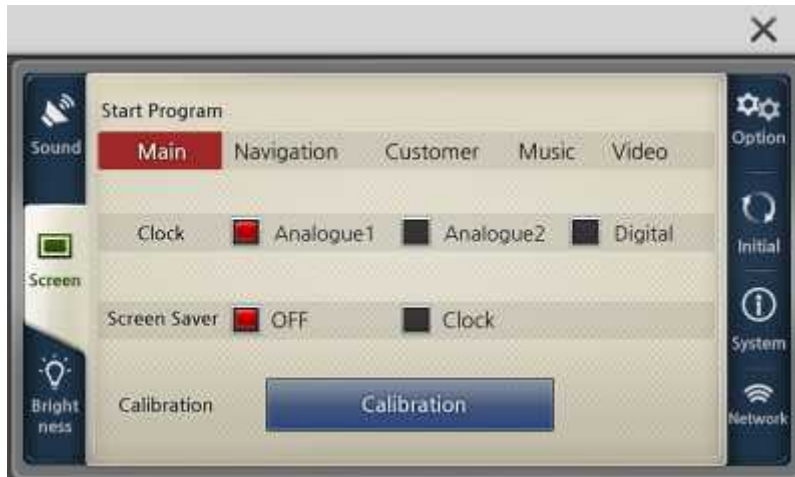 Sound
Screen
Bright
ness
Start Program
Main Navigation Customer Music Video
Clock Analogue1 Analogue2 Digital
Screen Saver OFF Clock
Calibration Calibration
Option
Initial
System
Network